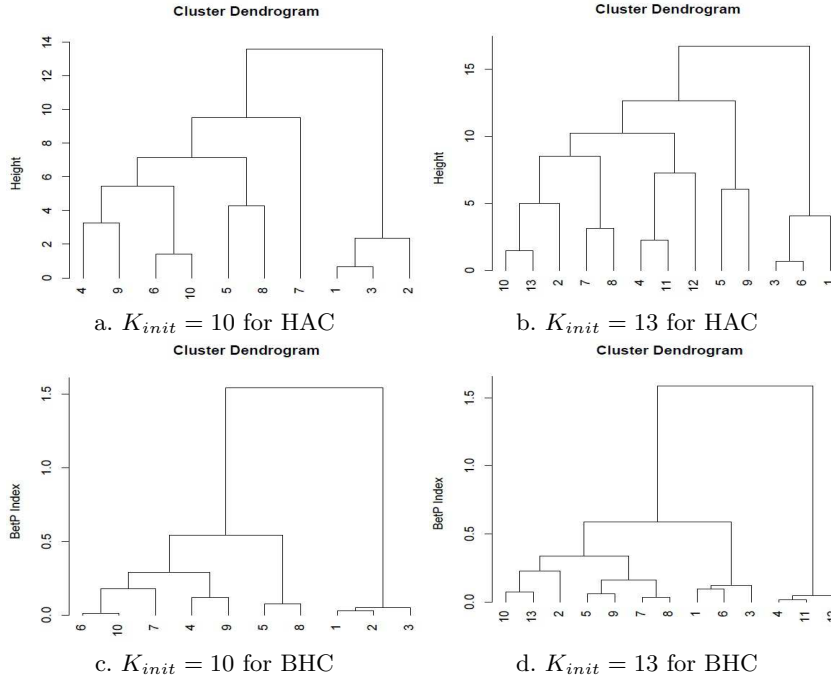 Cluster Dendrogram
Height
14
12
10
8
6
4
2
0
4 9 6 10 5 8 7 1 3 2
a. K_init = 10 for HAC
Cluster Dendrogram
Height
15
10
5
0
10 13 2 7 8 4 11 12 5 9 3 6 1
b. K_init = 13 for HAC
Cluster Dendrogram
BetP Index
1.5
1.0
0.5
0.0
6 10 7 4 9 5 8 1 2 3
c. K_init = 10 for BHC
Cluster Dendrogram
BetP Index
1.5
1.0
0.5
0.0
10 13 2 5 9 7 8 1 6 3 4 11 12
d. K_init = 13 for BHC